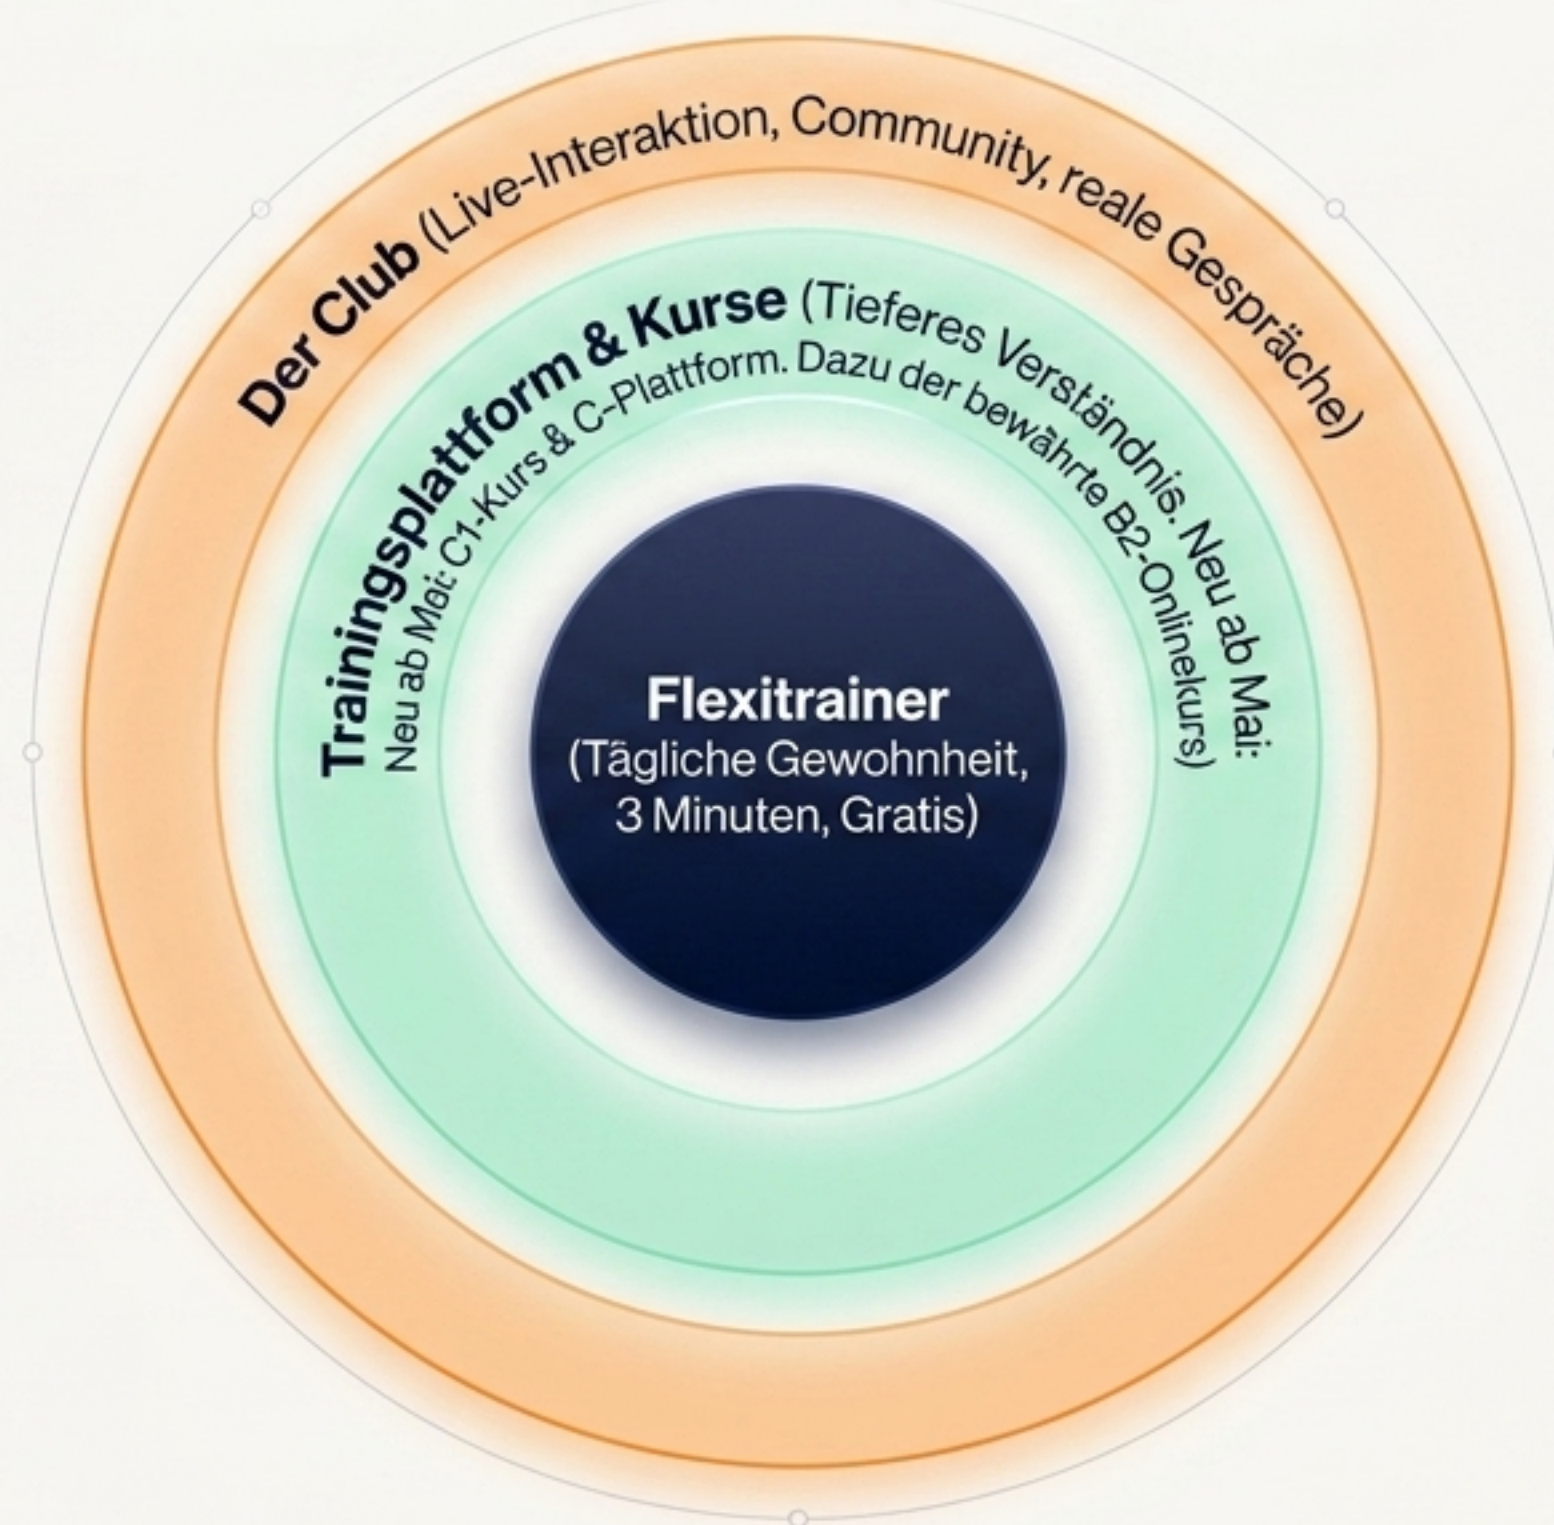 Der Club (Live-Interaktion, Community, reale Gespräche)
Trainingsplattform & Kurse (Tieferes Verständnis. Neu ab Mai:
Neu ab Moi: C1-Kurs & C-Plattform. Dazu der bewährte B2-Onlinekurs)
Flexitrainer
(Tägliche Gewohnheit,
3 Minuten, Gratis)